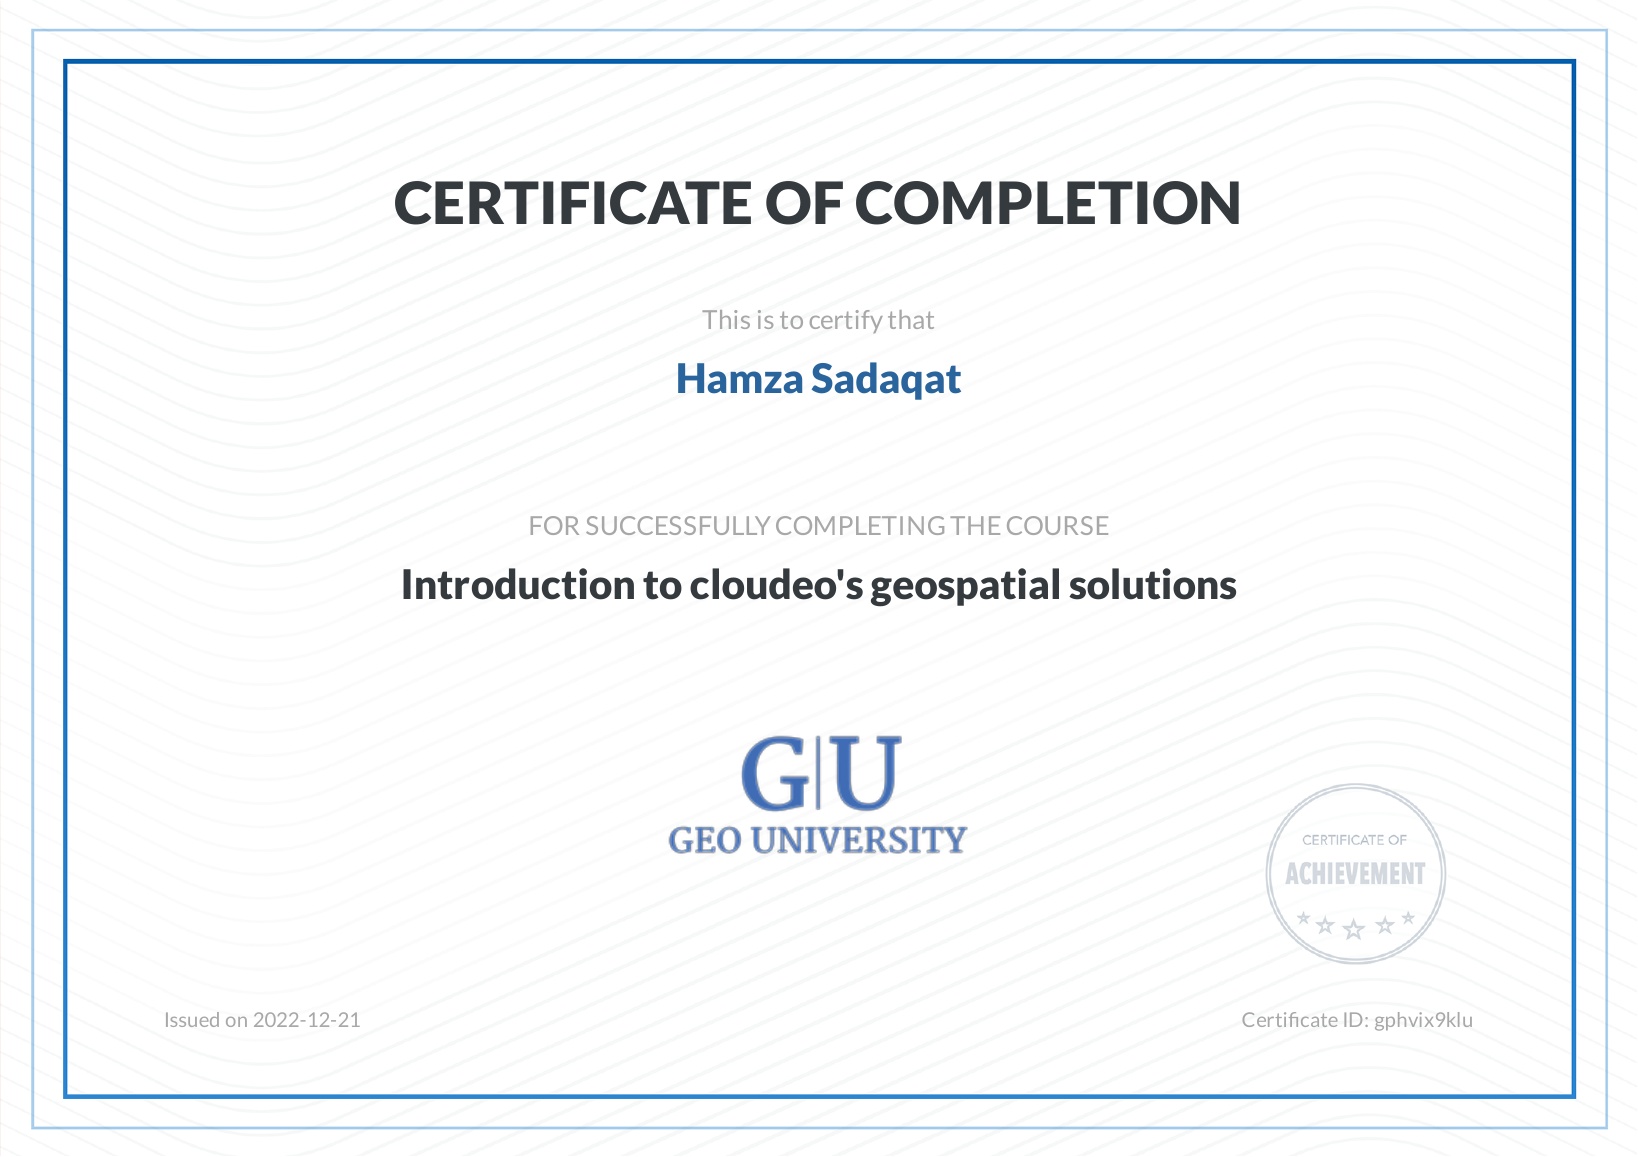 CERTIFICATE OF COMPLETION
This is to certify that
Hamza Sadaqat
FOR SUCCESSFULLY COMPLETING THE COURSE
Introduction to cloudeo's geospatial solutions
G|U
GEO UNIVERSITY
CERTIFICATE OF
ACHIEVEMENT
Issued on 2022-12-21
Certificate ID: gphvix9klu